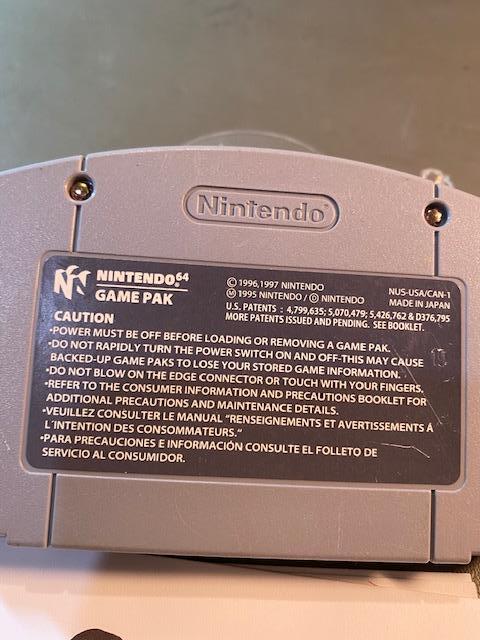 Nintendo®
NINTENDO 64
GAME PAK
© 1996,1997 NINTENDO
Ⓜ 1995 NINTENDO / Ⓓ NINTENDO
NUS-USA/CAN-1
MADE IN JAPAN
U.S. PATENTS : 4,799,635; 5,070,479; 5,426,762 & D376,795
MORE PATENTS ISSUED AND PENDING. SEE BOOKLET.
CAUTION
•POWER MUST BE OFF BEFORE LOADING OR REMOVING A GAME PAK.
•DO NOT RAPIDLY TURN THE POWER SWITCH ON AND OFF-THIS MAY CAUSE
BACKED-UP GAME PAKS TO LOSE YOUR STORED GAME INFORMATION.
•DO NOT BLOW ON THE EDGE CONNECTOR OR TOUCH WITH YOUR FINGERS.
•REFER TO THE CONSUMER INFORMATION AND PRECAUTIONS BOOKLET FOR
ADDITIONAL PRECAUTIONS AND MAINTENANCE DETAILS.
•VEUILLEZ CONSULTER LE MANUAL "RENSEIGNEMENTS ET AVERTISSEMENTS Á
L'INTENTION DES CONSOMMATEURS."
•PARA PRECAUCIONES E INFORMACIÓN CONSULTE EL FOLLETO DE
SERVICIO AL CONSUMIDOR.